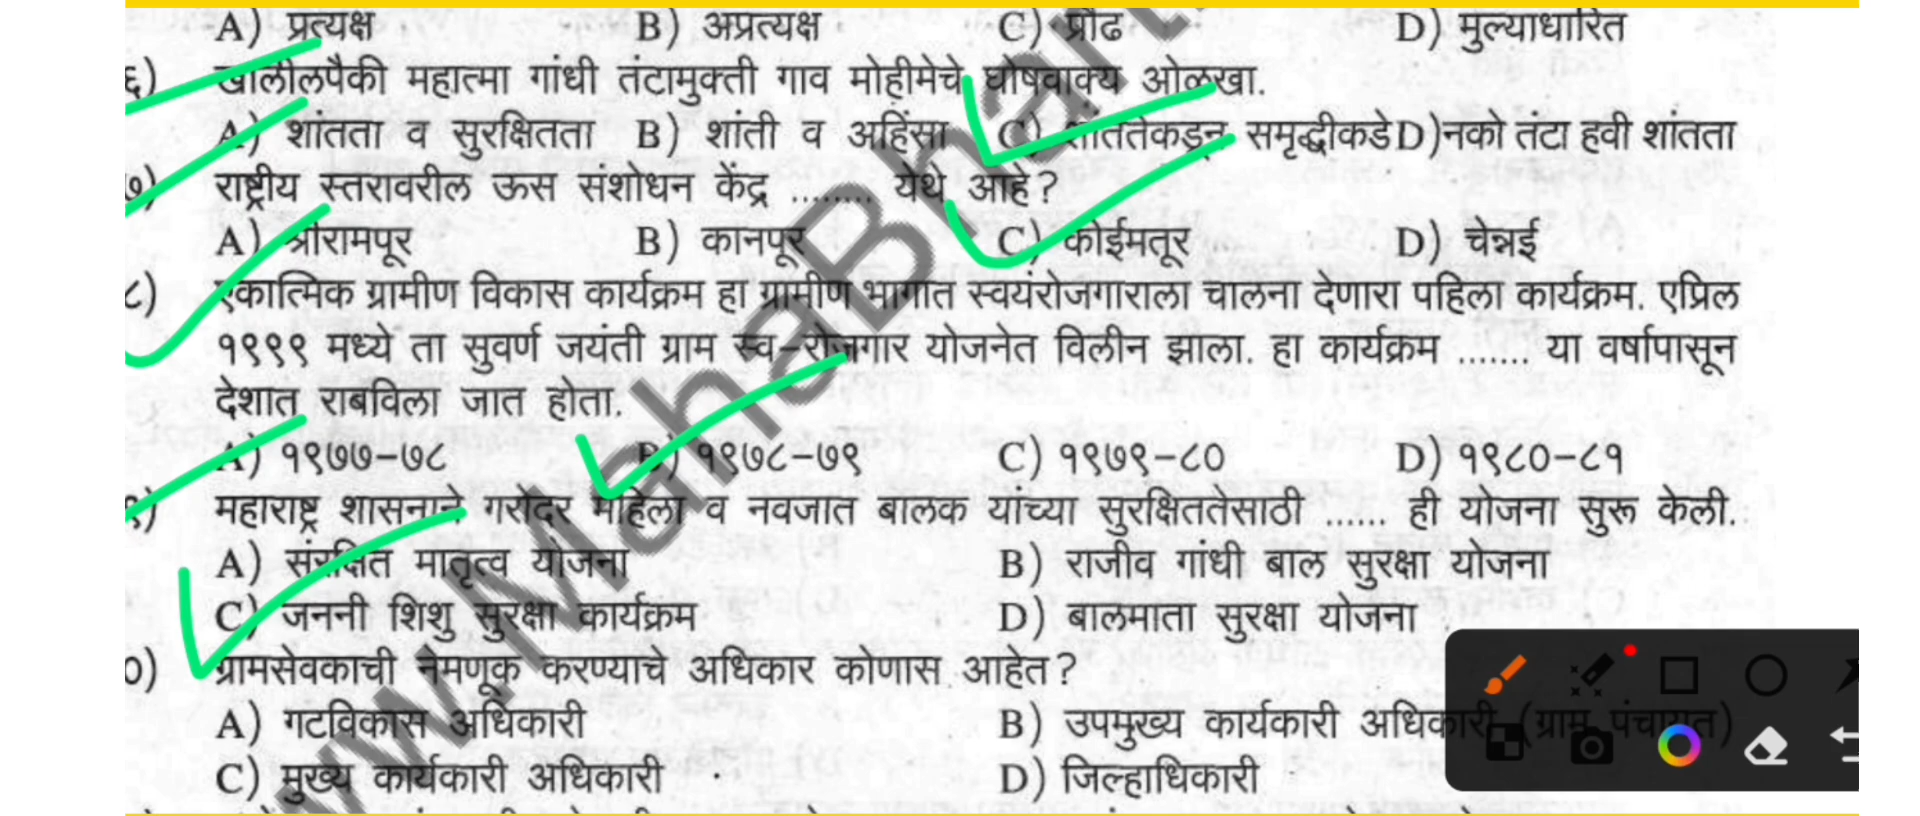 A) प्रत्यक्ष B) अप्रत्यक्ष C) प्रौढ D) मुल्याधारित
६) खालीलपैकी महात्मा गांधी तंटामुक्ती गाव मोहीमेचे घोषवाक्य ओळखा.
A) शांतता व सुरक्षितता B) शांती व अहिंसा C) शांततेकडून समृद्धीकडे D)नको तंटा हवी शांतता
७) राष्ट्रीय स्तरावरील ऊस संशोधन केंद्र ........ येथे आहे?
A) श्रीरामपूर B) कानपूर C) कोईमतूर D) चेन्नई
८) एकात्मिक ग्रामीण विकास कार्यक्रम हा ग्रामीण भागात स्वयंरोजगाराला चालना देणारा पहिला कार्यक्रम. एप्रिल
१९९९ मध्ये ता सुवर्ण जयंती ग्राम स्व-रोजगार योजनेत विलीन झाला. हा कार्यक्रम ....... या वर्षापासून
देशात राबविला जात होता.
A) १९७७-७८ B) १९७८-७९ C) १९७९-८० D) १९८०-८१
९) महाराष्ट्र शासनाने गरोदर महिला व नवजात बालक यांच्या सुरक्षिततेसाठी ...... ही योजना सुरू केली.
A) संरक्षित मातृत्व योजना B) राजीव गांधी बाल सुरक्षा योजना
C) जननी शिशु सुरक्षा कार्यक्रम D) बालमाता सुरक्षा योजना
०) ग्रामसेवकाची नेमणूक करण्याचे अधिकार कोणास आहेत?
A) गटविकास अधिकारी B) उपमुख्य कार्यकारी अधिकारी (ग्राम पंचायत)
C) मुख्य कार्यकारी अधिकारी D) जिल्हाधिकारी
www.MahaBhart